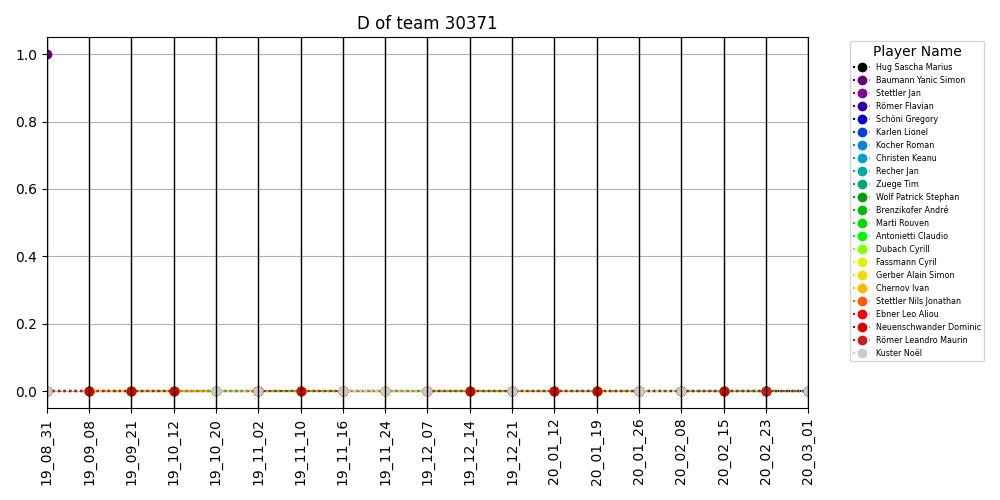 D of team 30371
1.0
0.8
0.6
0.4
0.2
0.0
19_08_31
19_09_08
19_09_21
19_10_12
19_10_20
19_11_02
19_11_10
19_11_16
19_11_24
19_12_07
19_12_14
19_12_21
20_01_12
20_01_19
20_01_26
20_02_08
20_02_15
20_02_23
20_03_01
Player Name
Hug Sascha Marius
Baumann Yanic Simon
Stettler Jan
Römer Flavian
Schöni Gregory
Karlen Lionel
Kocher Roman
Christen Keanu
Recher Jan
Zuege Tim
Wolf Patrick Stephan
Brenzikofer André
Marti Rouven
Antonietti Claudio
Dubach Cyrill
Fassmann Cyril
Gerber Alain Simon
Chernov Ivan
Stettler Nils Jonathan
Ebner Leo Aliou
Neuenschwander Dominic
Römer Leandro Maurin
Kuster Noël